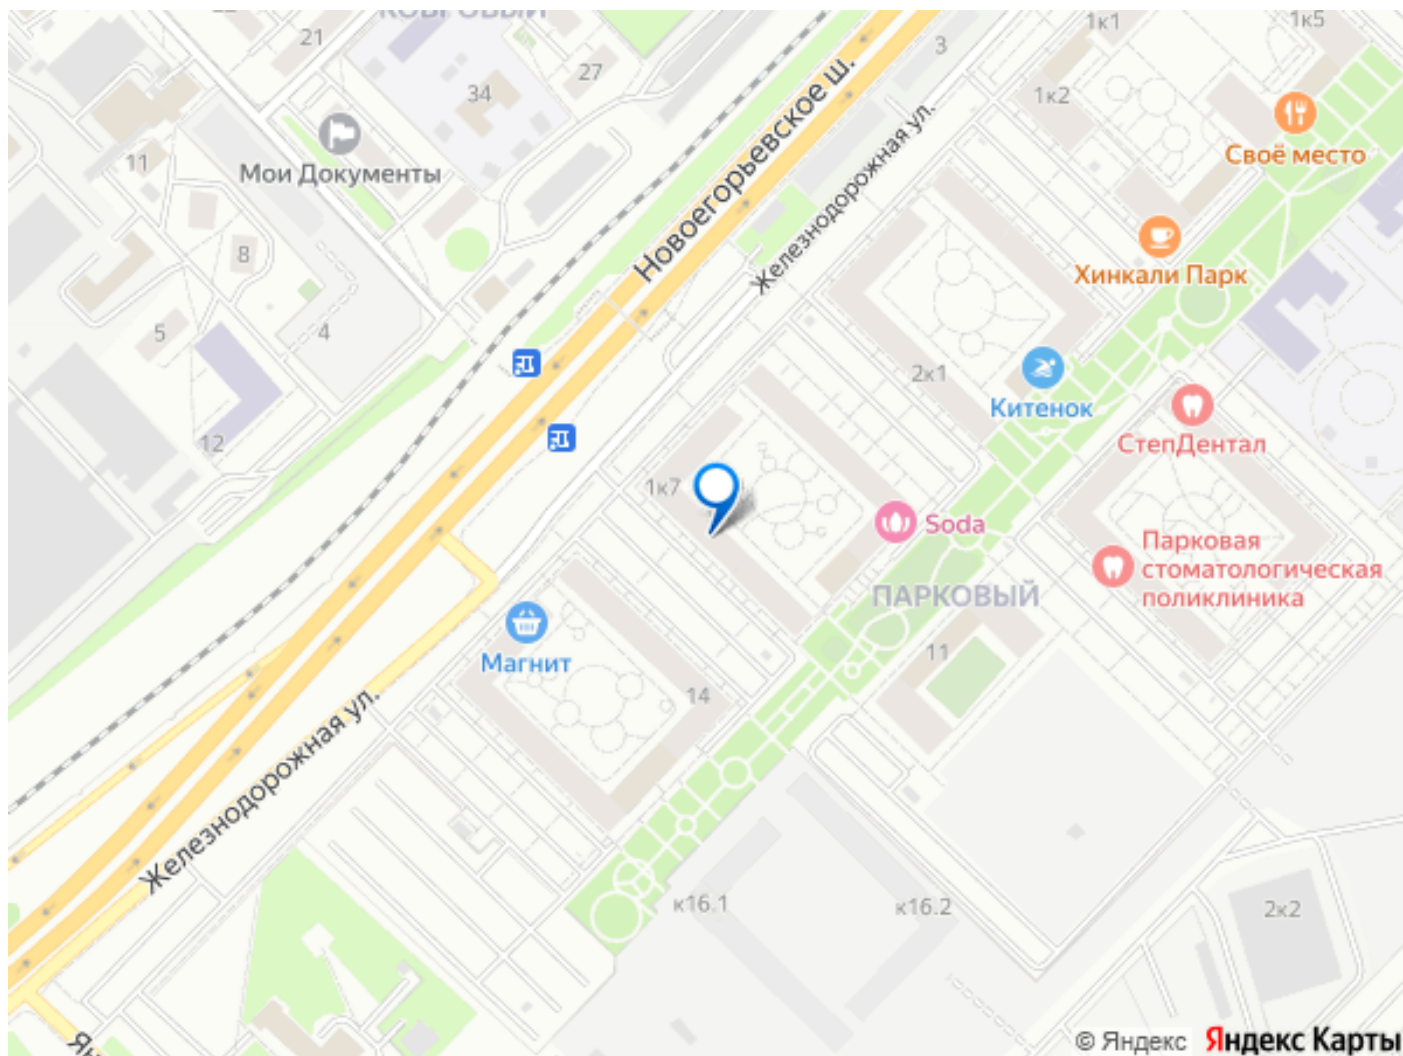 КОВРОВЫЙ
21
27
34
3
1к1
1к5
1к2
Новоегорьевское ш.
Железнодорожная ул.
Мои Документы
11
Своё место
8
Хинкали Парк
5
4
12
2к1
Китенок
СтепДентал
1к7
Soda
Парковая
стоматологическая
поликлиника
ПАРКОВЫЙ
Магнит
14
11
Железнодорожная ул.
к16.1
к16.2
2к2
© Яндекс Яндекс Карты